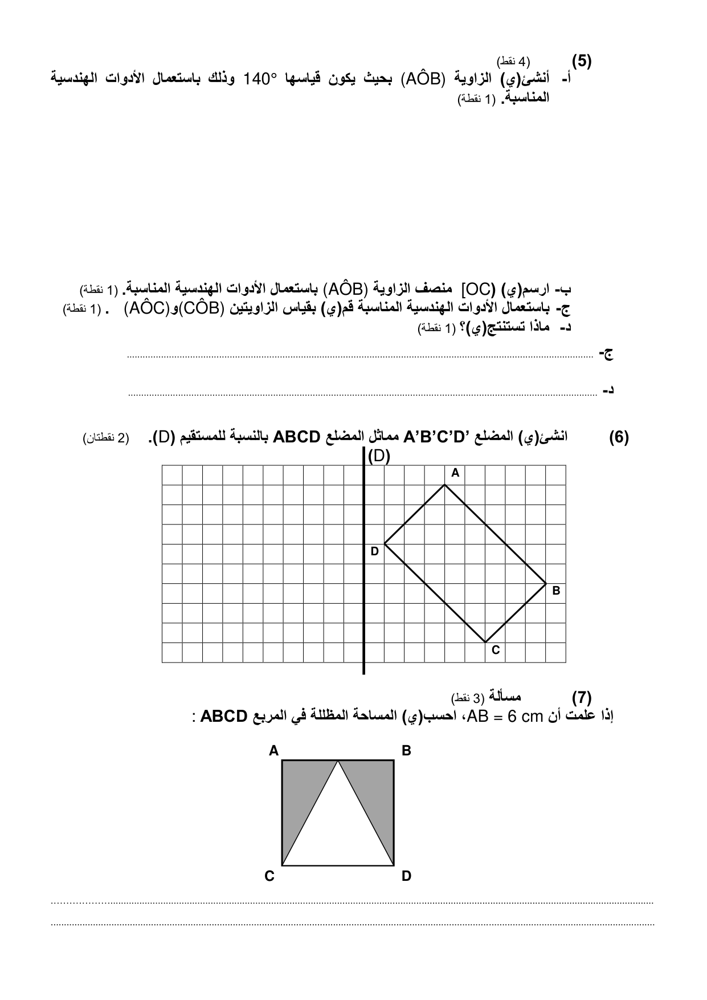 (5) (4 نقط)
أ- أنشئ(ي) الزاوية (AÔB) بحيث يكون قياسها 140° وذلك باستعمال الأدوات الهندسية
المناسبة. (1 نقطة)
ب- ارسم(ي) [OC) منصف الزاوية (AÔB) باستعمال الأدوات الهندسية المناسبة. (1 نقطة)
ج- باستعمال الأدوات الهندسية المناسبة قم(ي) بقياس الزاويتين (CÔB) و(AÔC) . (1 نقطة)
د- ماذا تستنتج(ي)؟ (1 نقطة)
ج- ........................................
د- ........................................
(6) انشئ(ي) المضلع A’B’C’D’ مماثل المضلع ABCD بالنسبة للمستقيم (D). (2 نقطتان)
(D)
A
D
B
C
(7) مسألة (3 نقط)
إذا علمت أن AB = 6 cm، احسب(ي) المساحة المظللة في المربع ABCD :
A B
C D
........................................
........................................